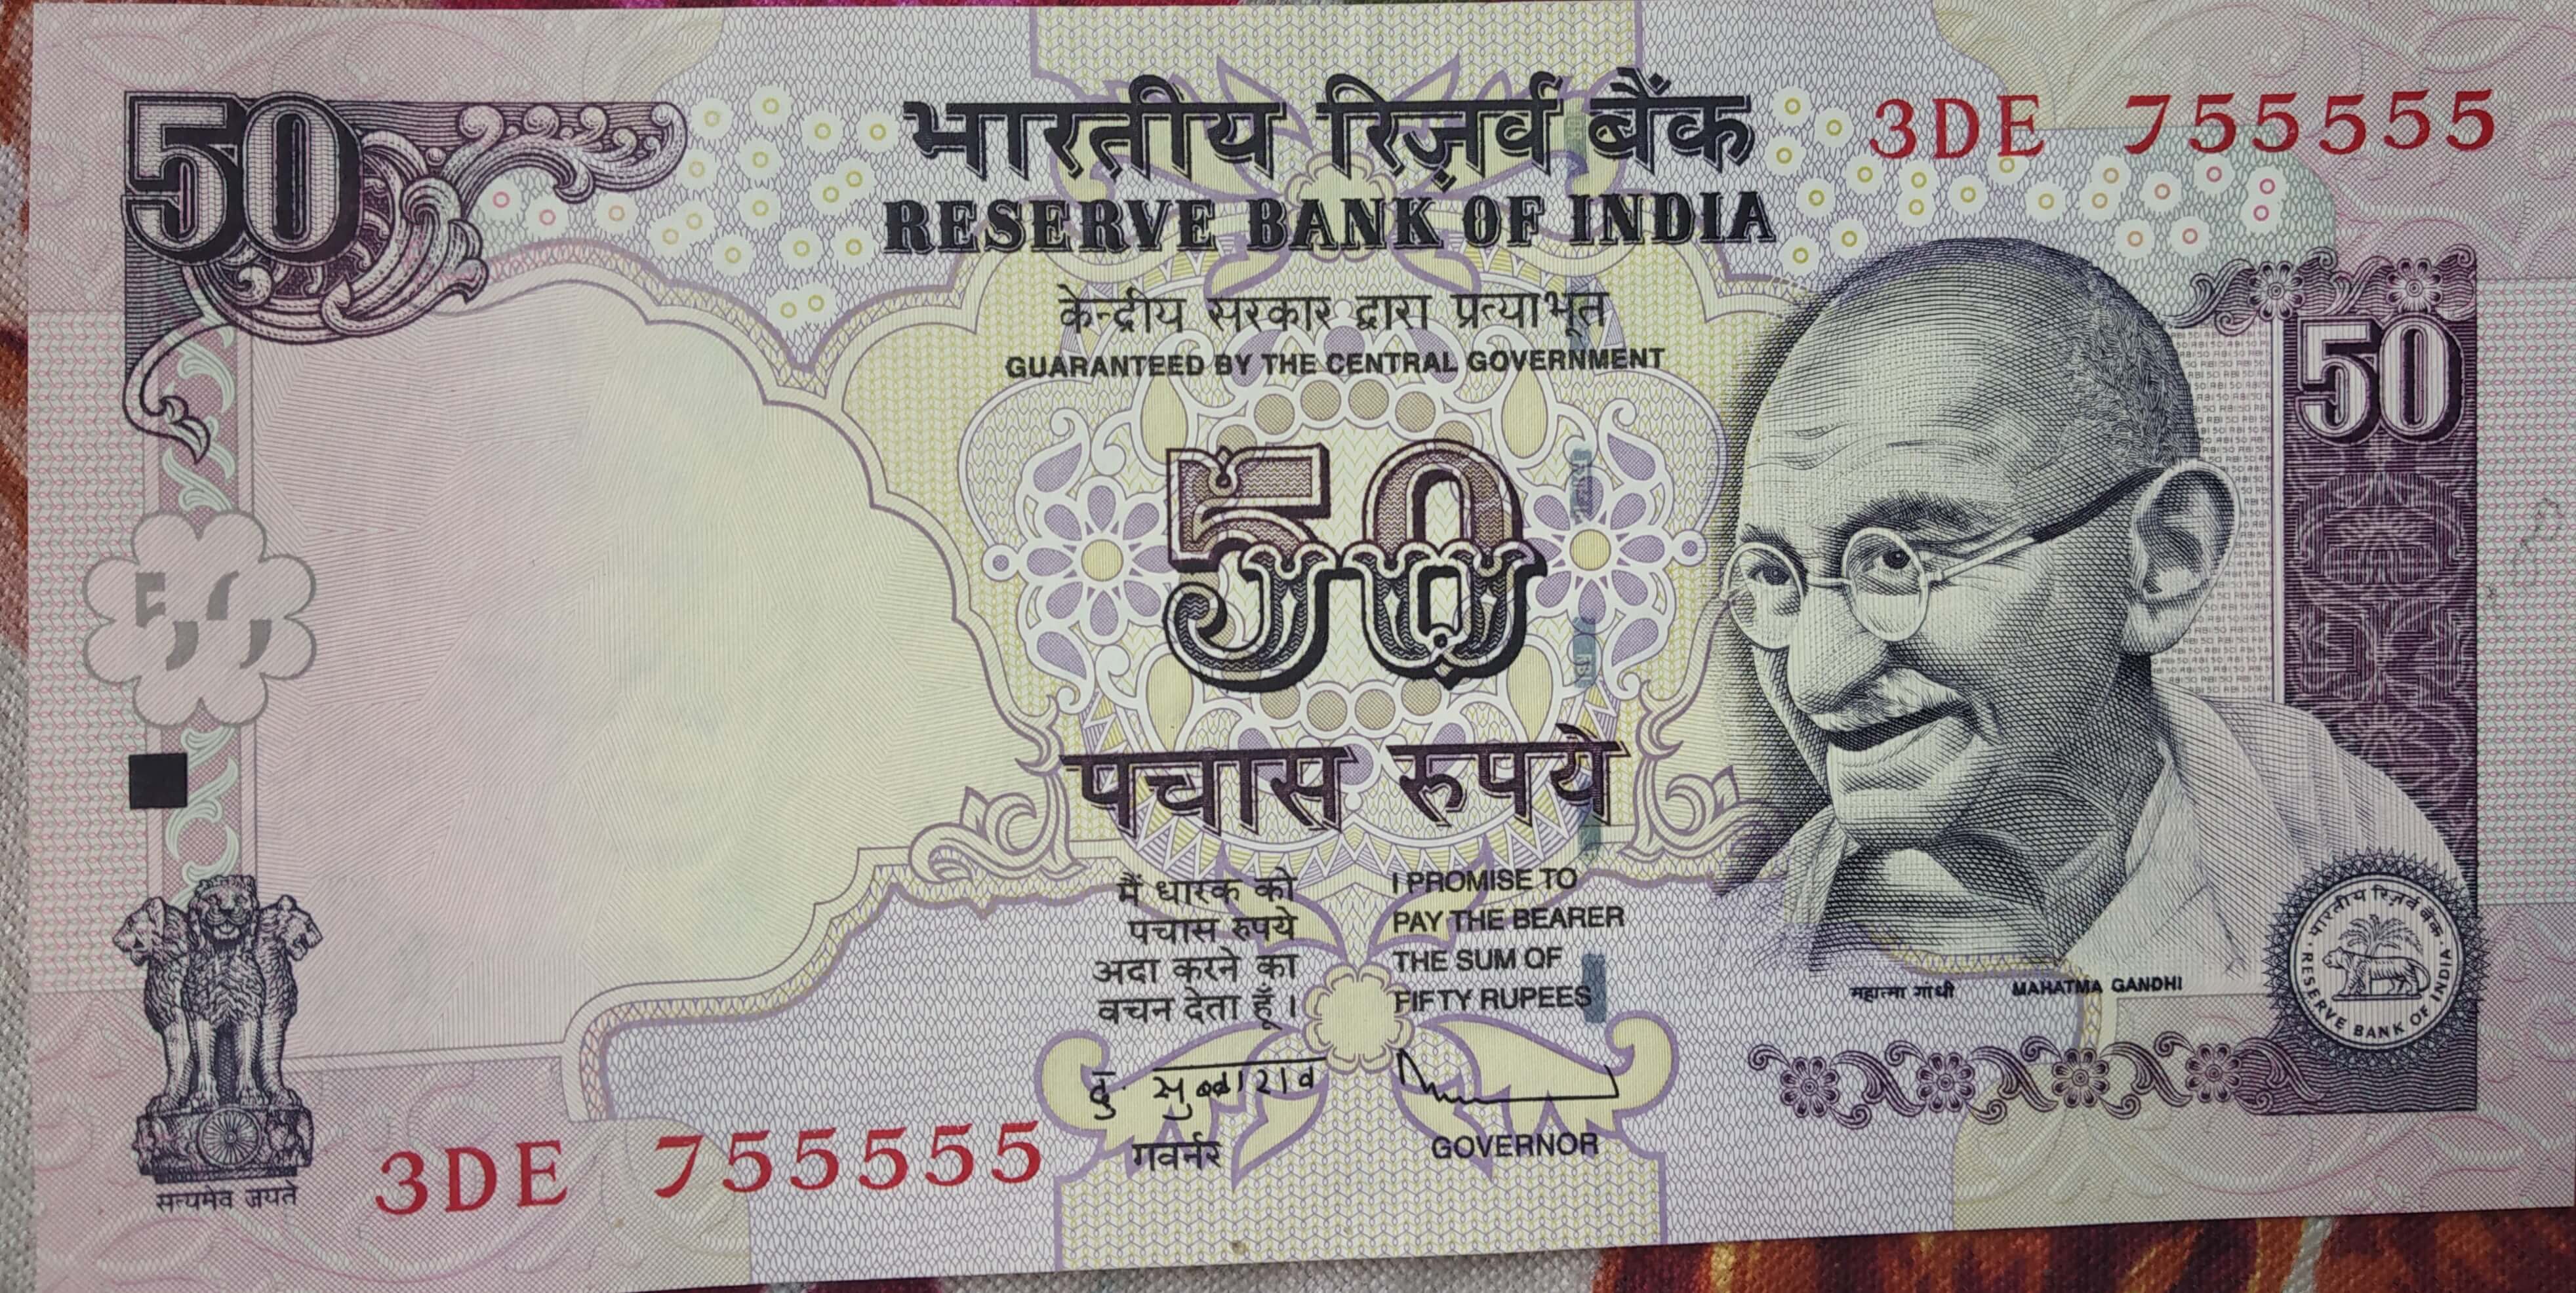 50
भारतीय रिज़र्व बैंक
3DE 755555
RESERVE BANK OF INDIA
केन्द्रीय सरकार द्वारा प्रत्याभूत
GUARANTEED BY THE CENTRAL GOVERNMENT
50
50
पचास रुपये
मैं धारक को
पचास रुपये
अदा करने का
वचन देता हूँ।
I PROMISE TO
PAY THE BEARER
THE SUM OF
FIFTY RUPEES
महात्मा गांधी
MAHATMA GANDHI
भारतीय रिज़र्व बैंक
RESERVE BANK OF INDIA
गवर्नर
GOVERNOR
सत्यमेव जयते
3DE 755555